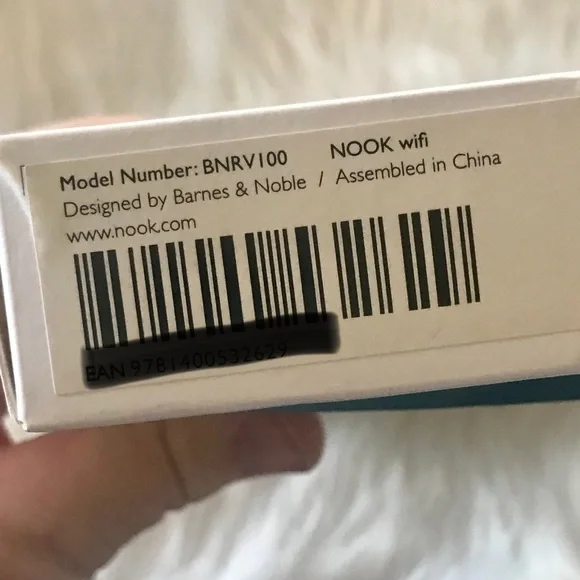 Model Number: BNRV100 NOOK wifi
Designed by Barnes & Noble / Assembled in China
www.nook.com
EAN 9781400532629